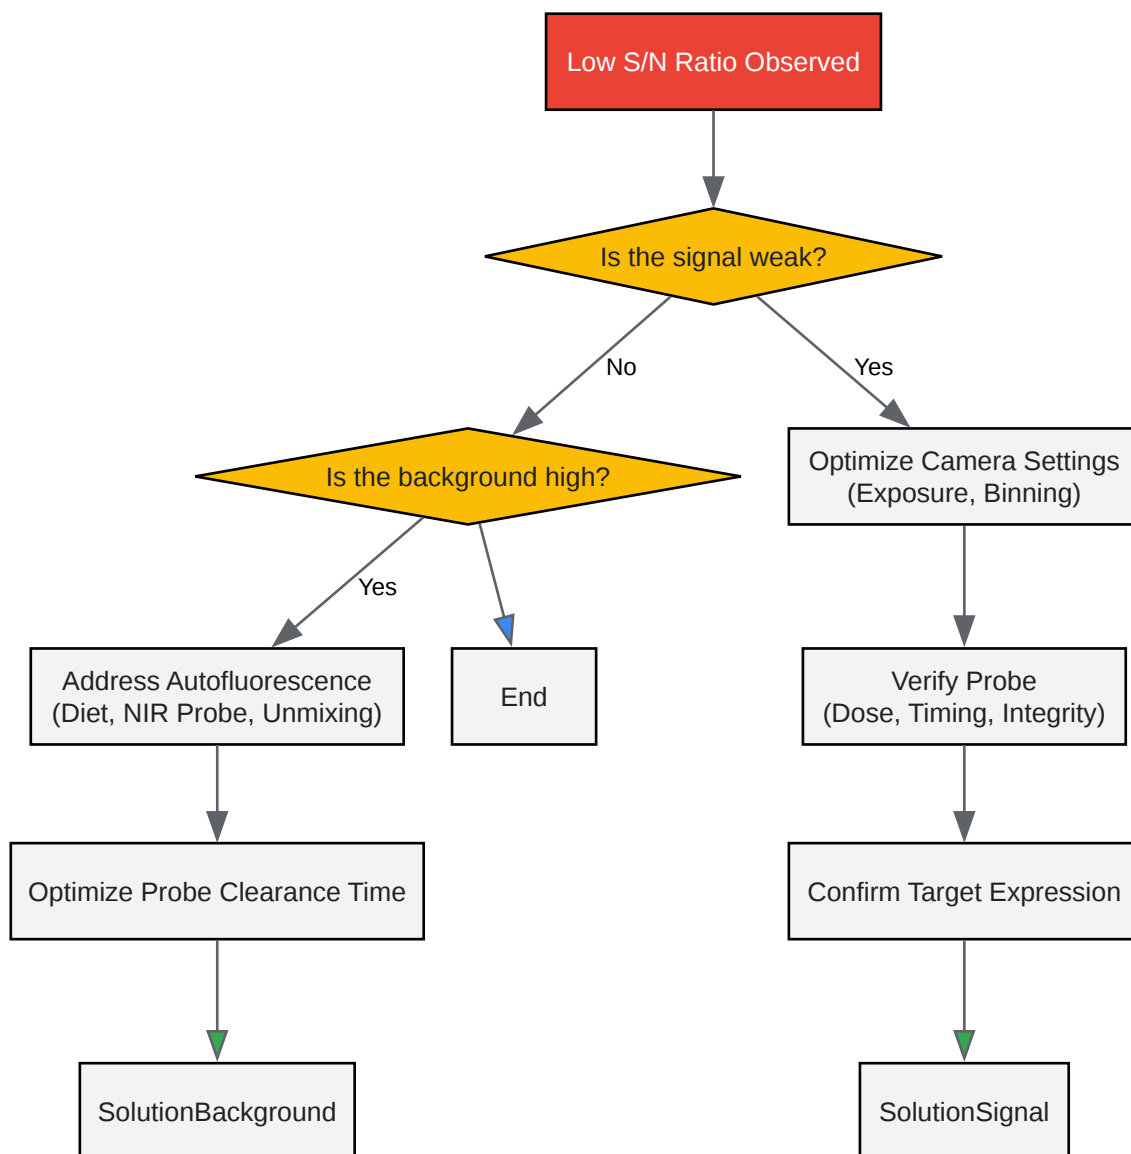 Low S/N Ratio Observed
Is the signal weak?
No
Yes
Is the background high?
Optimize Camera Settings
(Exposure, Binning)
Yes
Address Autofluorescence
(Diet, NIR Probe, Unmixing)
End
Verify Probe
(Dose, Timing, Integrity)
Optimize Probe Clearance Time
Confirm Target Expression
SolutionBackground
SolutionSignal